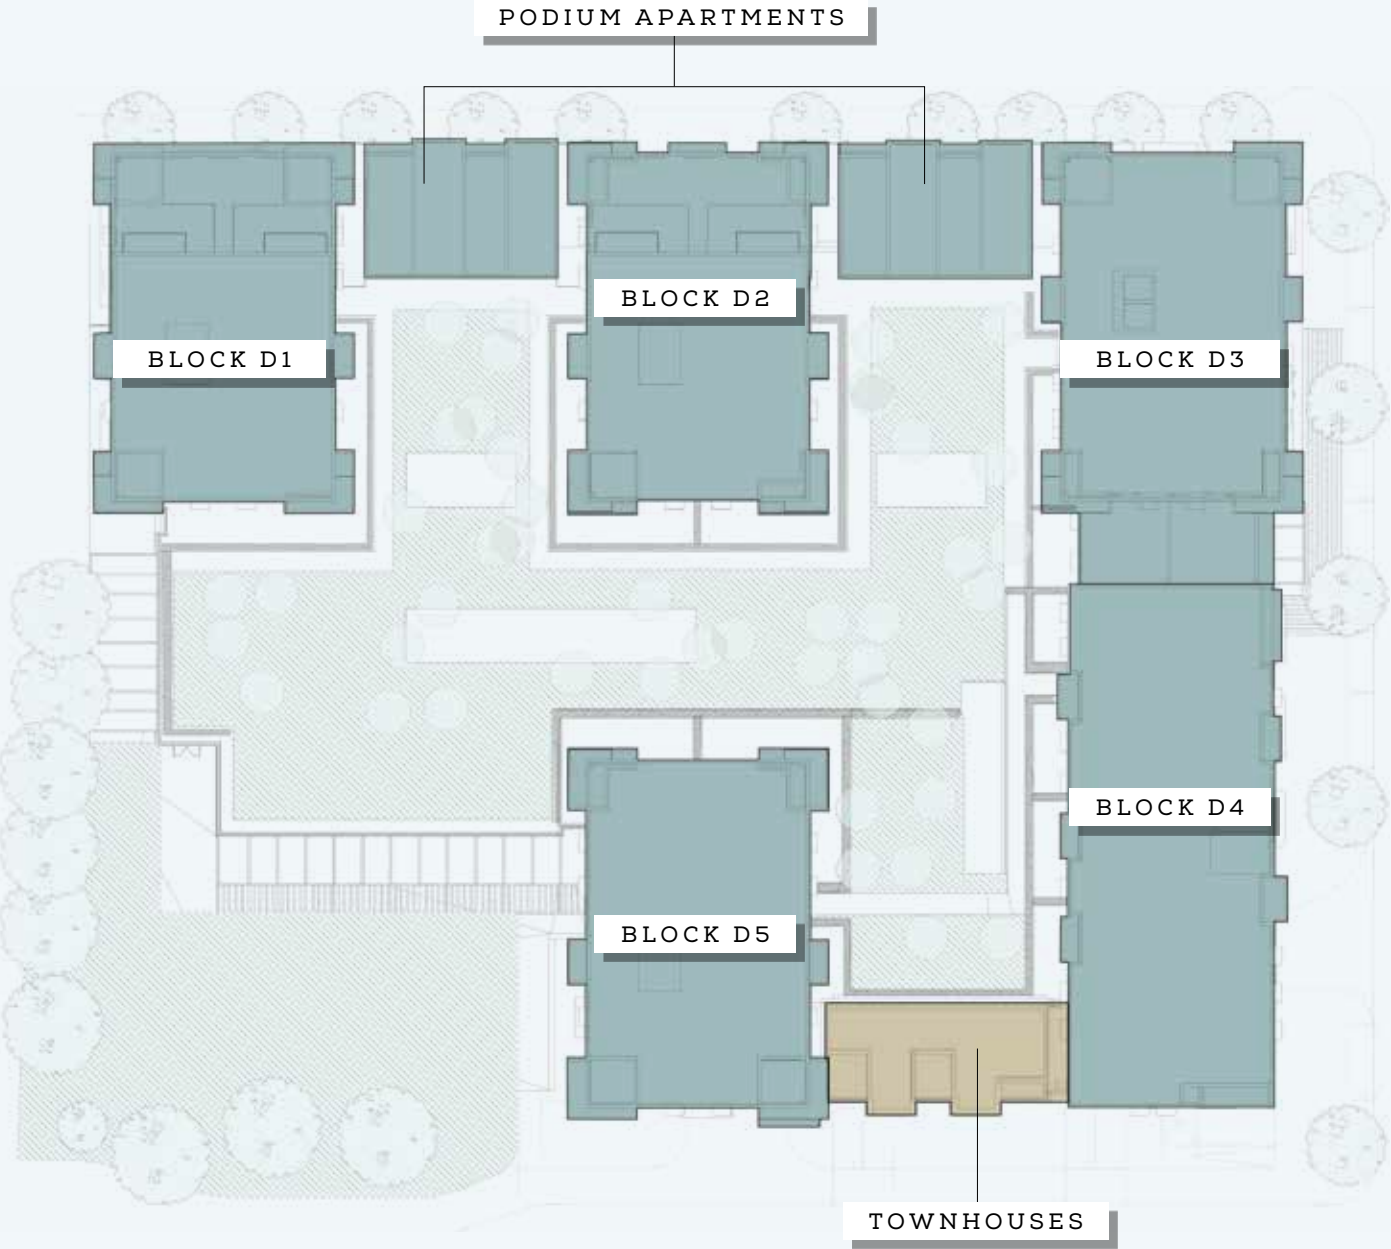 PODIUM APARTMENTS
BLOCK D2
BLOCK D1
BLOCK D3
BLOCK D4
BLOCK D5
TOWNHOUSES